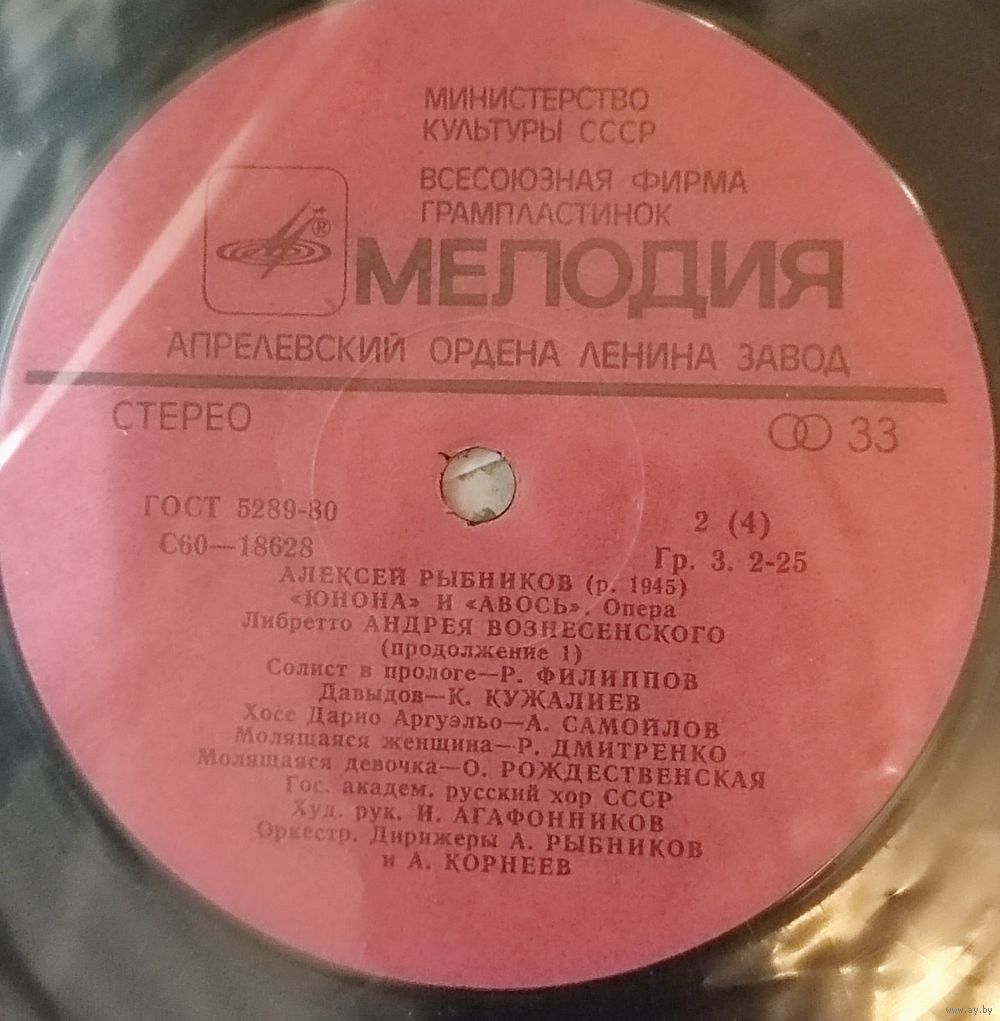 МИНИСТЕРСТВО
КУЛЬТУРЫ СССР
ВСЕСОЮЗНАЯ ФИРМА
ГРАМПЛАСТИНОК
®
МЕЛОДИЯ
АПРЕЛЕВСКИЙ ОРДЕНА ЛЕНИНА ЗАВОД
СТЕРЕО
33
ГОСТ 5289-80
2 (4)
С60—18628
Гр. 3. 2-25
АЛЕКСЕЙ РЫБНИКОВ (р. 1945)
«ЮНОНА» И «АВОСЬ». Опера
Либретто АНДРЕЯ ВОЗНЕСЕНСКОГО
(продолжение 1)
Солист в прологе—Р. ФИЛИППОВ
Давыдов—К. КУЖАЛИЕВ
Хосе Дарио Аргуэльо—А. САМОЙЛОВ
Молящаяся женщина—Р. ДМИТРЕНКО
Молящаяся девочка—О. РОЖДЕСТВЕНСКАЯ
Гос. академ. русский хор СССР
Худ. рук. И. АГАФОННИКОВ
Оркестр. Дирижеры А. РЫБНИКОВ
и А. КОРНЕЕВ
www.ay.by